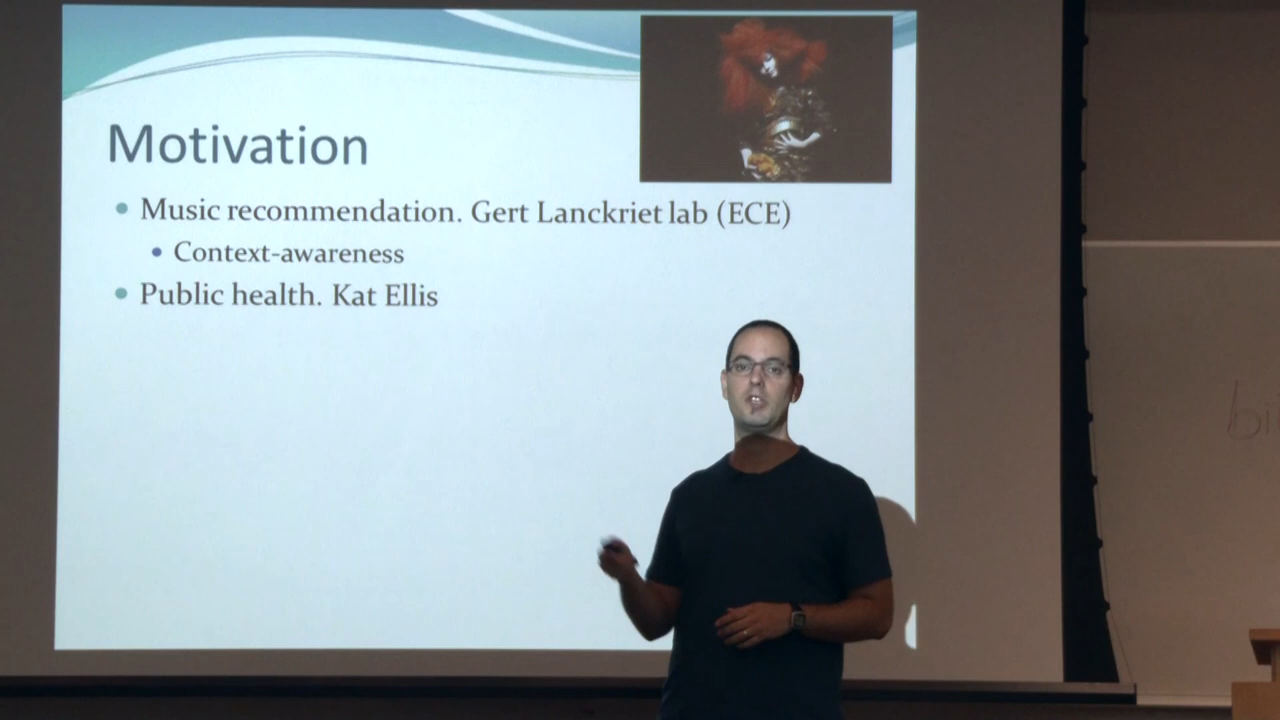 Motivation
Music recommendation. Gert Lanckriet lab (ECE)
Context-awareness
Public health. Kat Ellis